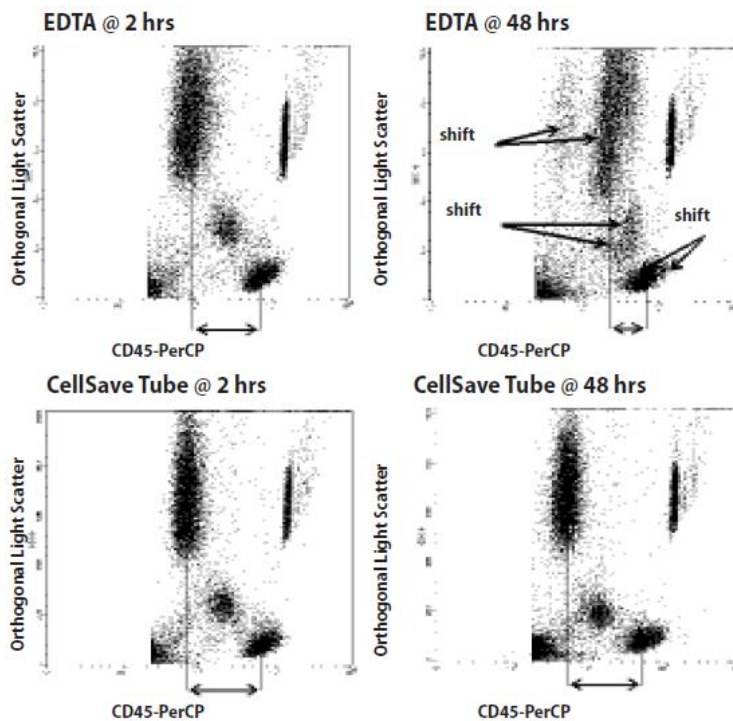 EDTA @ 2 hrs
EDTA @ 48 hrs
Orthogonal Light Scatter
Orthogonal Light Scatter
shift
shift
shift
CD45-PerCP
CD45-PerCP
CellSave Tube @ 2 hrs
CellSave Tube @ 48 hrs
Orthogonal Light Scatter
Orthogonal Light Scatter
CD45-PerCP
CD45-PerCP